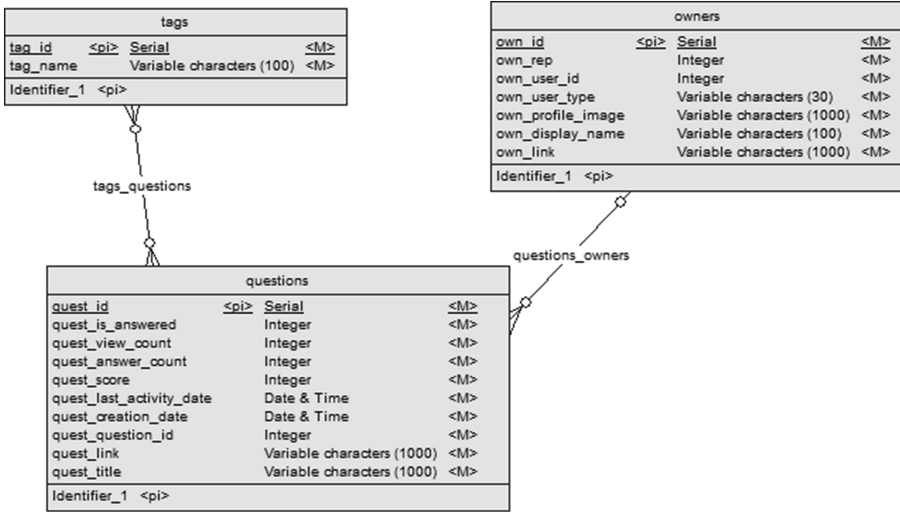 tags
tag_id <pi> Serial <M>
tag_name Variable characters (100) <M>
Identifier_1 <pi>
owners
own_id <pi> Serial <M>
own_rep Integer <M>
own_user_id Integer <M>
own_user_type Variable characters (30) <M>
own_profile_image Variable characters (1000) <M>
own_display_name Variable characters (100) <M>
own_link Variable characters (1000) <M>
Identifier_1 <pi>
tags_questions
questions_owners
questions
quest_id <pi> Serial <M>
quest_is_answered Integer <M>
quest_view_count Integer <M>
quest_answer_count Integer <M>
quest_score Integer <M>
quest_last_activity_date Date & Time <M>
quest_creation_date Date & Time <M>
quest_question_id Integer <M>
quest_link Variable characters (1000) <M>
quest_title Variable characters (1000) <M>
Identifier_1 <pi>